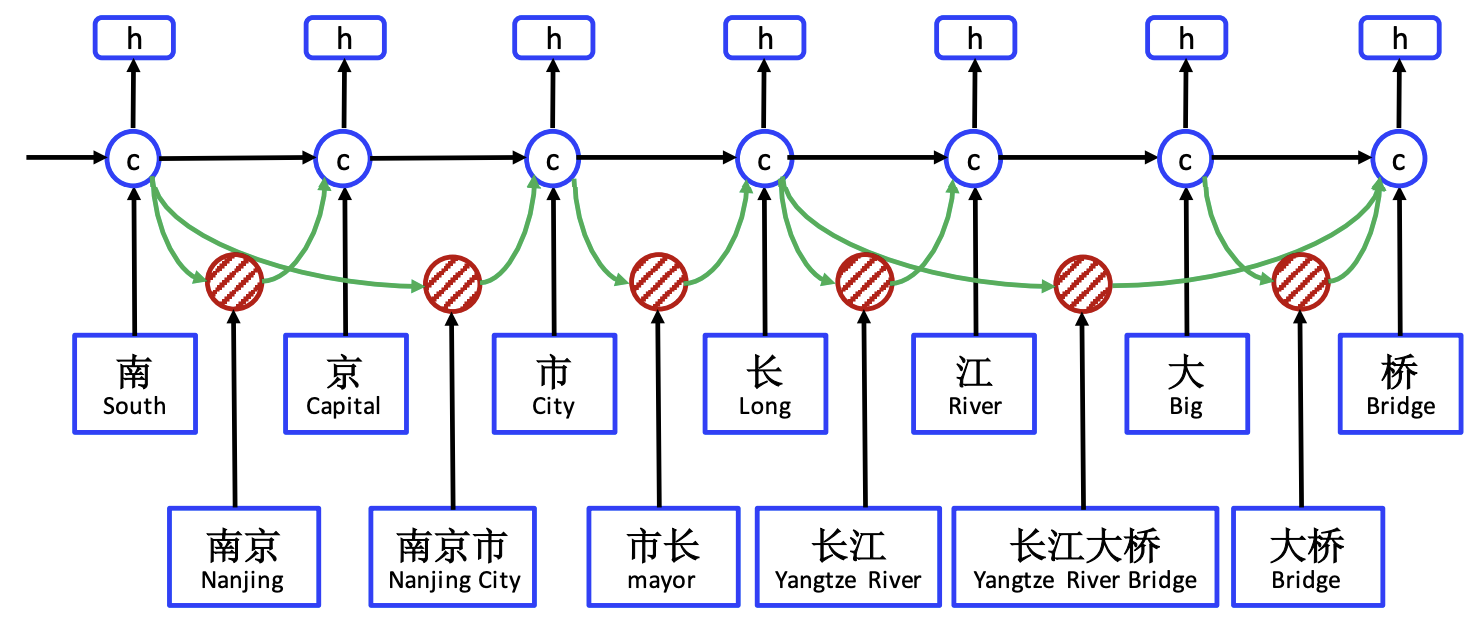 h h h h h h h
c c c c c c c
南 京 市 长 江 大 桥
South Capital City Long River Big Bridge
南京 南京市 市长 长江 长江大桥 大桥
Nanjing Nanjing City mayor Yangtze River Yangtze River Bridge Bridge